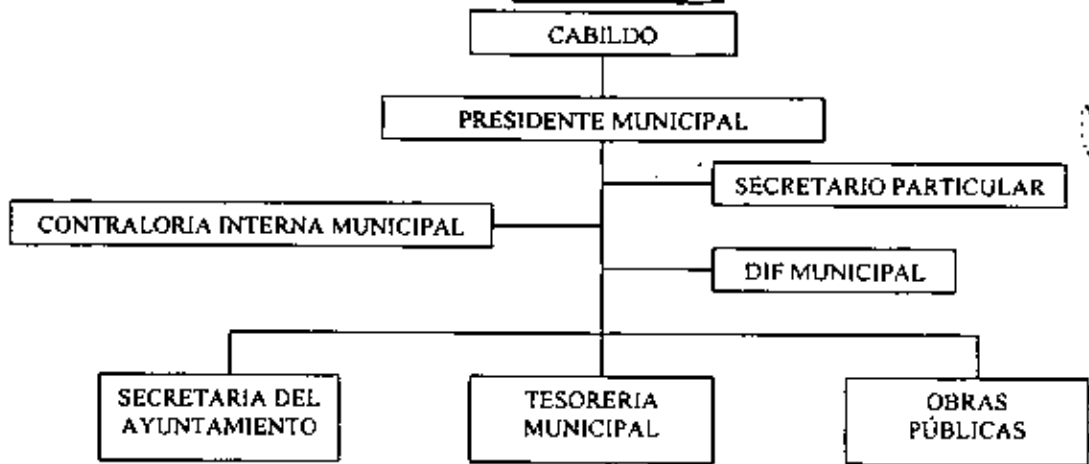 CABILDO
PRESIDENTE MUNICIPAL
SECRETARIO PARTICULAR
CONTRALORIA INTERNA MUNICIPAL
DIF MUNICIPAL
SECRETARIA DEL
AYUNTAMIENTO
TESORERIA
MUNICIPAL
OBRAS
PÚBLICAS